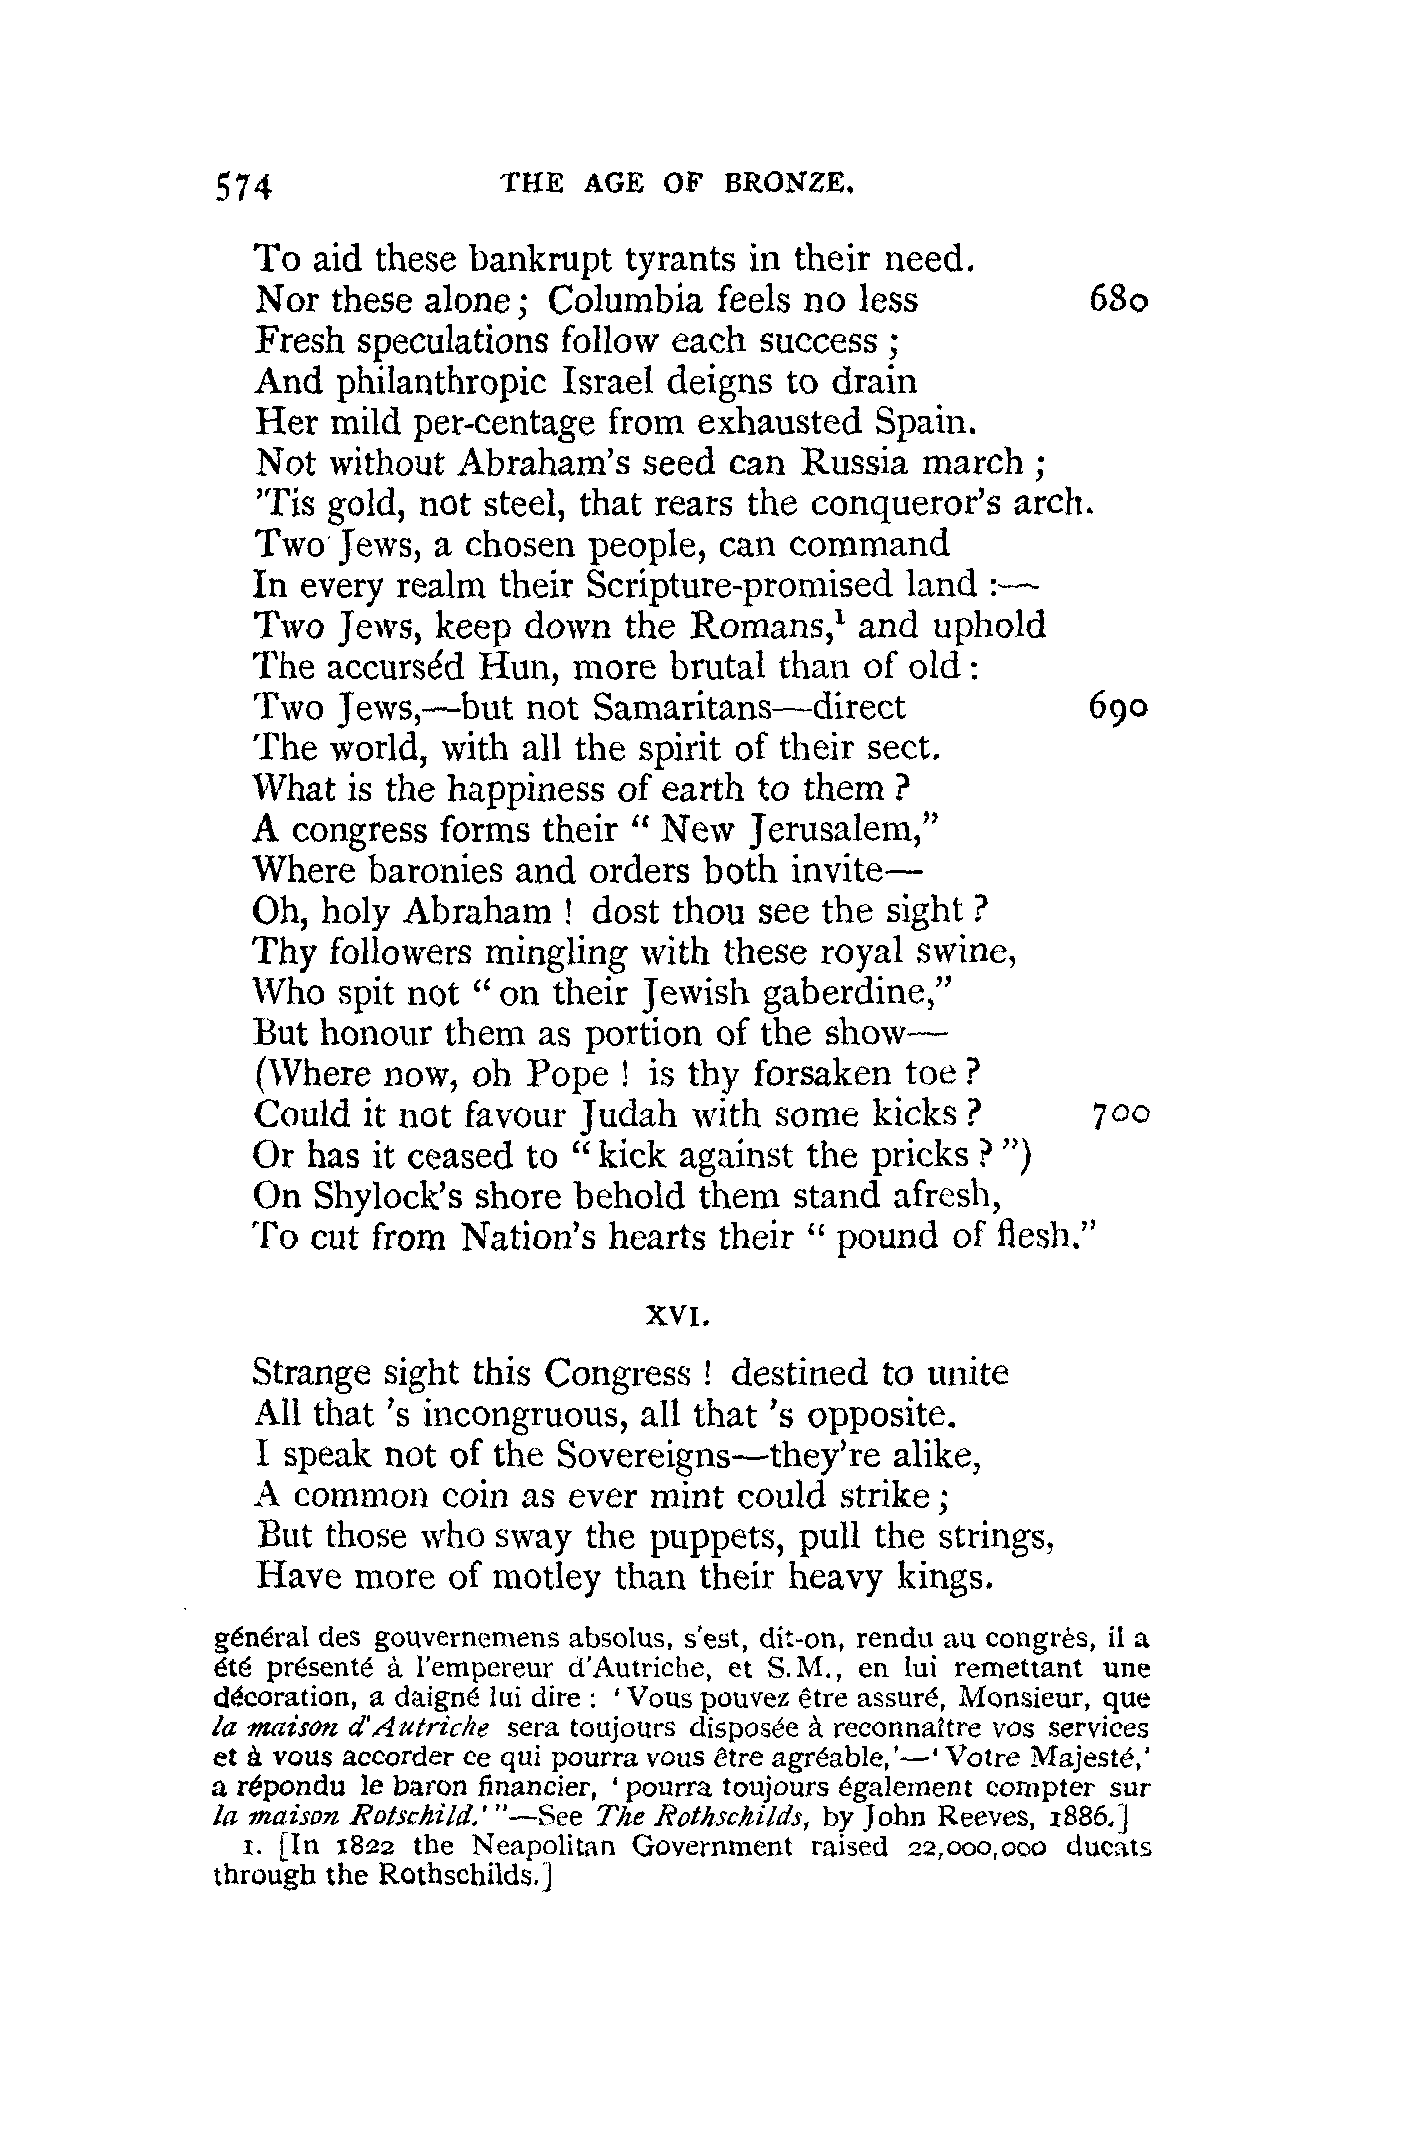 574 THE AGE OF BRONZE.
To aid these bankrupt tyrants in their need.
Nor these alone; Columbia feels no less 680
Fresh speculations follow each success;
And philanthropic Israel deigns to drain
Her mild per-centage from exhausted Spain.
Not without Abraham's seed can Russia march;
'Tis gold, not steel, that rears the conqueror's arch.
Two Jews, a chosen people, can command
In every realm their Scripture-promised land:—
Two Jews, keep down the Romans,¹ and uphold
The accurséd Hun, more brutal than of old:
Two Jews,—but not Samaritans—direct 690
The world, with all the spirit of their sect.
What is the happiness of earth to them?
A congress forms their "New Jerusalem,"
Where baronies and orders both invite—
Oh, holy Abraham! dost thou see the sight?
Thy followers mingling with these royal swine,
Who spit not "on their Jewish gaberdine,"
But honour them as portion of the show—
(Where now, oh Pope! is thy forsaken toe?
Could it not favour Judah with some kicks? 700
Or has it ceased to "kick against the pricks?")
On Shylock's shore behold them stand afresh,
To cut from Nation's hearts their "pound of flesh."
XVI.
Strange sight this Congress! destined to unite
All that 's incongruous, all that 's opposite.
I speak not of the Sovereigns—they're alike,
A common coin as ever mint could strike;
But those who sway the puppets, pull the strings,
Have more of motley than their heavy kings.
général des gouvernemens absolus, s'est, dit-on, rendu au congrès, il a
été présenté à l'empereur d'Autriche, et S.M., en lui remettant une
décoration, a daigné lui dire: 'Vous pouvez être assuré, Monsieur, que
la maison d'Autriche sera toujours disposée à reconnaître vos services
et à vous accorder ce qui pourra vous être agréable,'—'Votre Majesté,'
a répondu le baron financier, 'pourra toujours également compter sur
la maison Rotschild.'"—See The Rothschilds, by John Reeves, 1886.]
1. [In 1822 the Neapolitan Government raised 22,000,000 ducats
through the Rothschilds.]